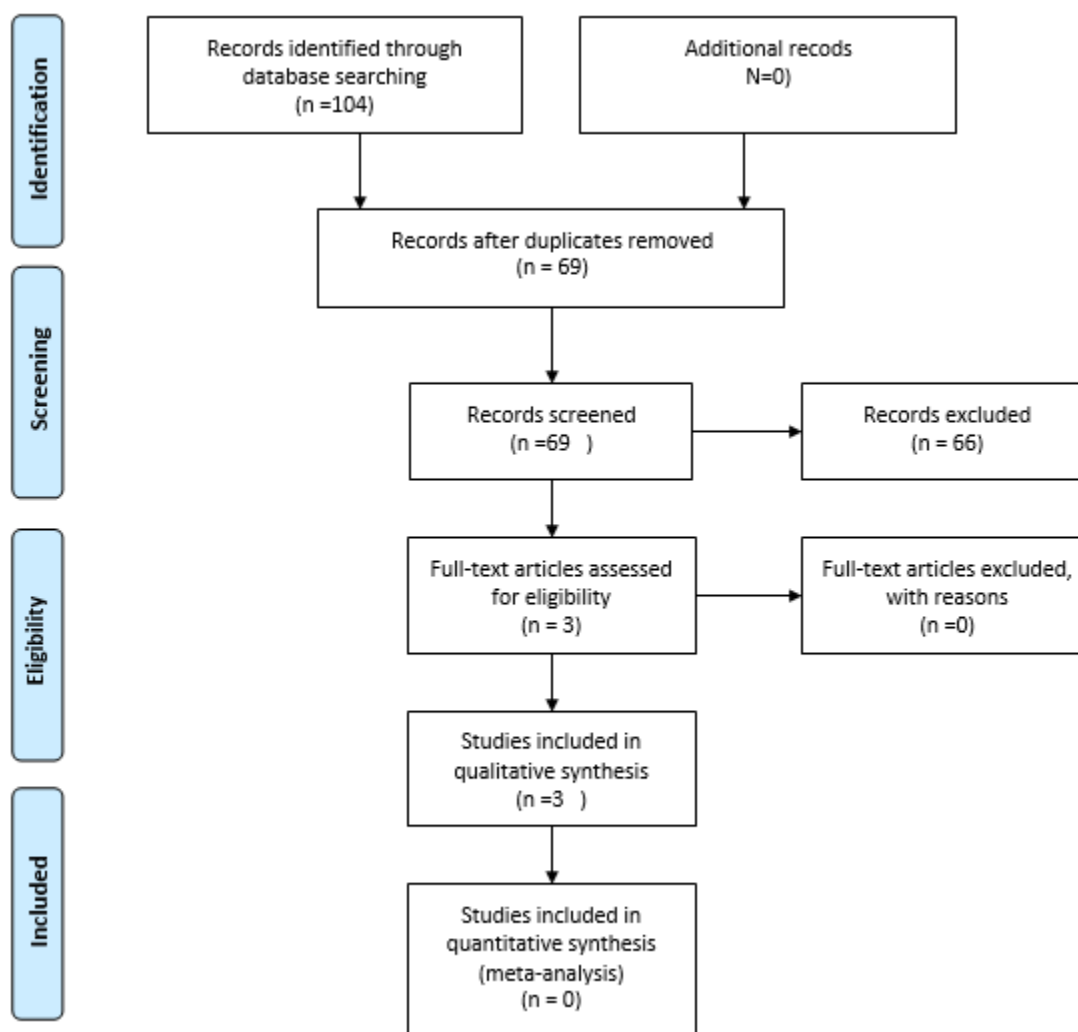 Identification
Records identified through
database searching
(n =104)
Additional recods
N=0)
Records after duplicates removed
(n = 69)
Screening
Records screened
(n =69   )
Records excluded
(n = 66)
Eligibility
Full-text articles assessed
for eligibility
(n = 3)
Full-text articles excluded,
with reasons
(n =0)
Studies included in
qualitative synthesis
(n =3   )
Included
Studies included in
quantitative synthesis
(meta-analysis)
(n = 0)